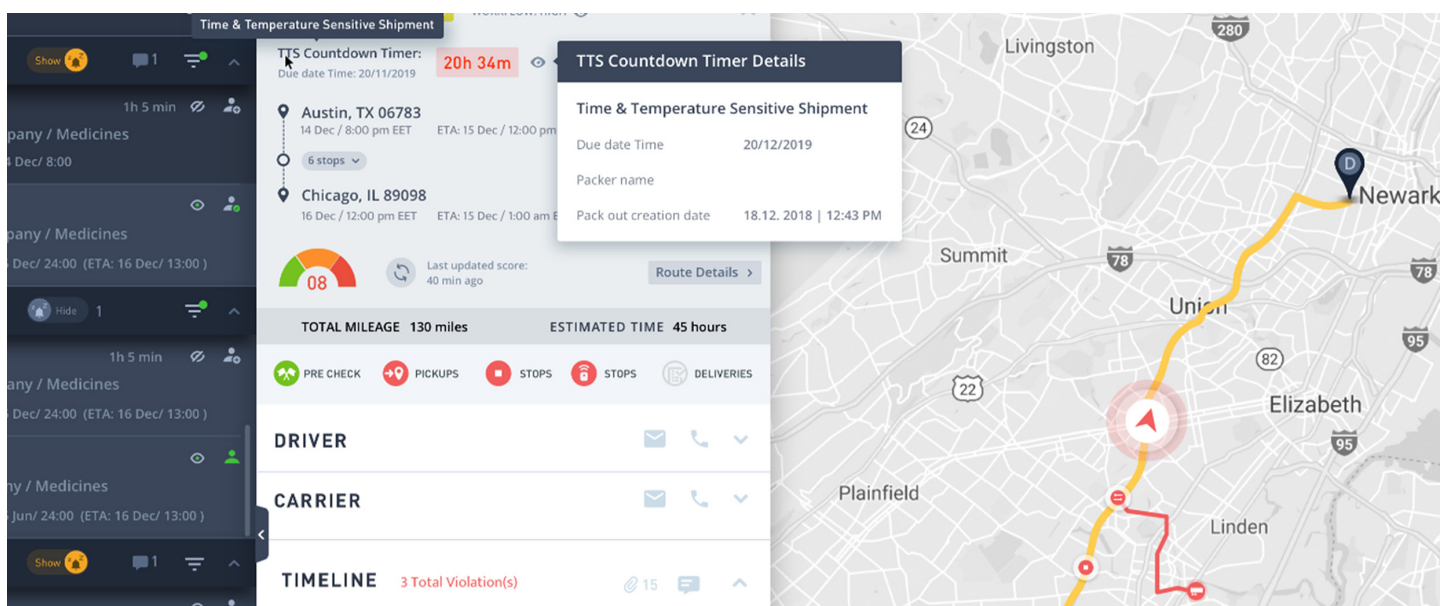 Time & Temperature Sensitive Shipment
Show
1
1h 5 min
pany / Medicines
Dec/ 8:00
pany / Medicines
Dec/ 24:00 (ETA: 16 Dec/ 13:00 )
Hide 1
1h 5 min
any / Medicines
Dec/ 24:00 (ETA: 16 Dec/ 13:00 )
ny / Medicines
Jun/ 24:00 (ETA: 16 Dec/ 13:00 )
Show
1
TTS Countdown Timer:
20h 34m
Due date Time: 20/11/2019
Austin, TX 06783
14 Dec / 8:00 pm EET ETA: 15 Dec / 12:00 pm
6 stops
Chicago, IL 89098
16 Dec / 12:00 pm EET ETA: 15 Dec / 1:00 am E
08
Last updated score:
40 min ago
Route Details
TOTAL MILEAGE 130 miles ESTIMATED TIME 45 hours
PRE CHECK PICKUPS STOPS STOPS DELIVERIES
DRIVER
CARRIER
TIMELINE 3 Total Violation(s) 15
TTS Countdown Timer Details
Time & Temperature Sensitive Shipment
Due date Time 20/12/2019
Packer name
Pack out creation date 18.12. 2018 | 12:43 PM
280
Livingston
24
D
Newark
Summit
78
78
Union
95
82
22
Elizabeth
95
Plainfield
Linden